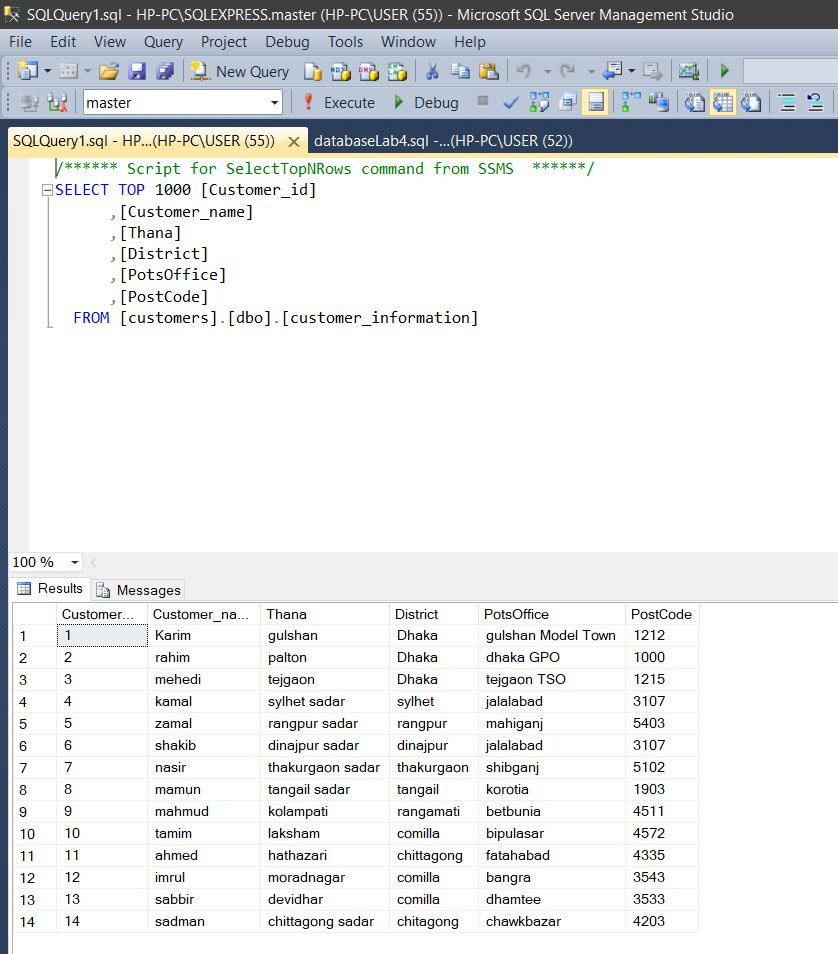 SQLQuery1.sql - HP-PC\SQLEXPRESS.master (HP-PC\USER (55)) - Microsoft SQL Server Management Studio
File Edit View Query Project Debug Tools Window Help
New Query
master Execute Debug
SQLQuery1.sql - HP...(HP-PC\USER (55)) databaseLab4.sql -...(HP-PC\USER (52))
/****** Script for SelectTopNRows command from SSMS ******/
SELECT TOP 1000 [Customer_id]
,[Customer_name]
,[Thana]
,[District]
,[PotsOffice]
,[PostCode]
FROM [customers].[dbo].[customer_information]
100 %
Results Messages
Customer... Customer_na... Thana District PotsOffice PostCode
1 1 Karim gulshan Dhaka gulshan Model Town 1212
2 2 rahim palton Dhaka dhaka GPO 1000
3 3 mehedi tejgaon Dhaka tejgaon TSO 1215
4 4 kamal sylhet sadar sylhet jalalabad 3107
5 5 zamal rangpur sadar rangpur mahiganj 5403
6 6 shakib dinajpur sadar dinajpur jalalabad 3107
7 7 nasir thakurgaon sadar thakurgaon shibganj 5102
8 8 mamun tangail sadar tangail korotia 1903
9 9 mahmud kolampati rangamati betbunia 4511
10 10 tamim laksham comilla bipulasar 4572
11 11 ahmed hathazari chittagong fatahabad 4335
12 12 imrul moradnagar comilla bangra 3543
13 13 sabbir devidhar comilla dhamtee 3533
14 14 sadman chittagong sadar chitagong chawkbazar 4203